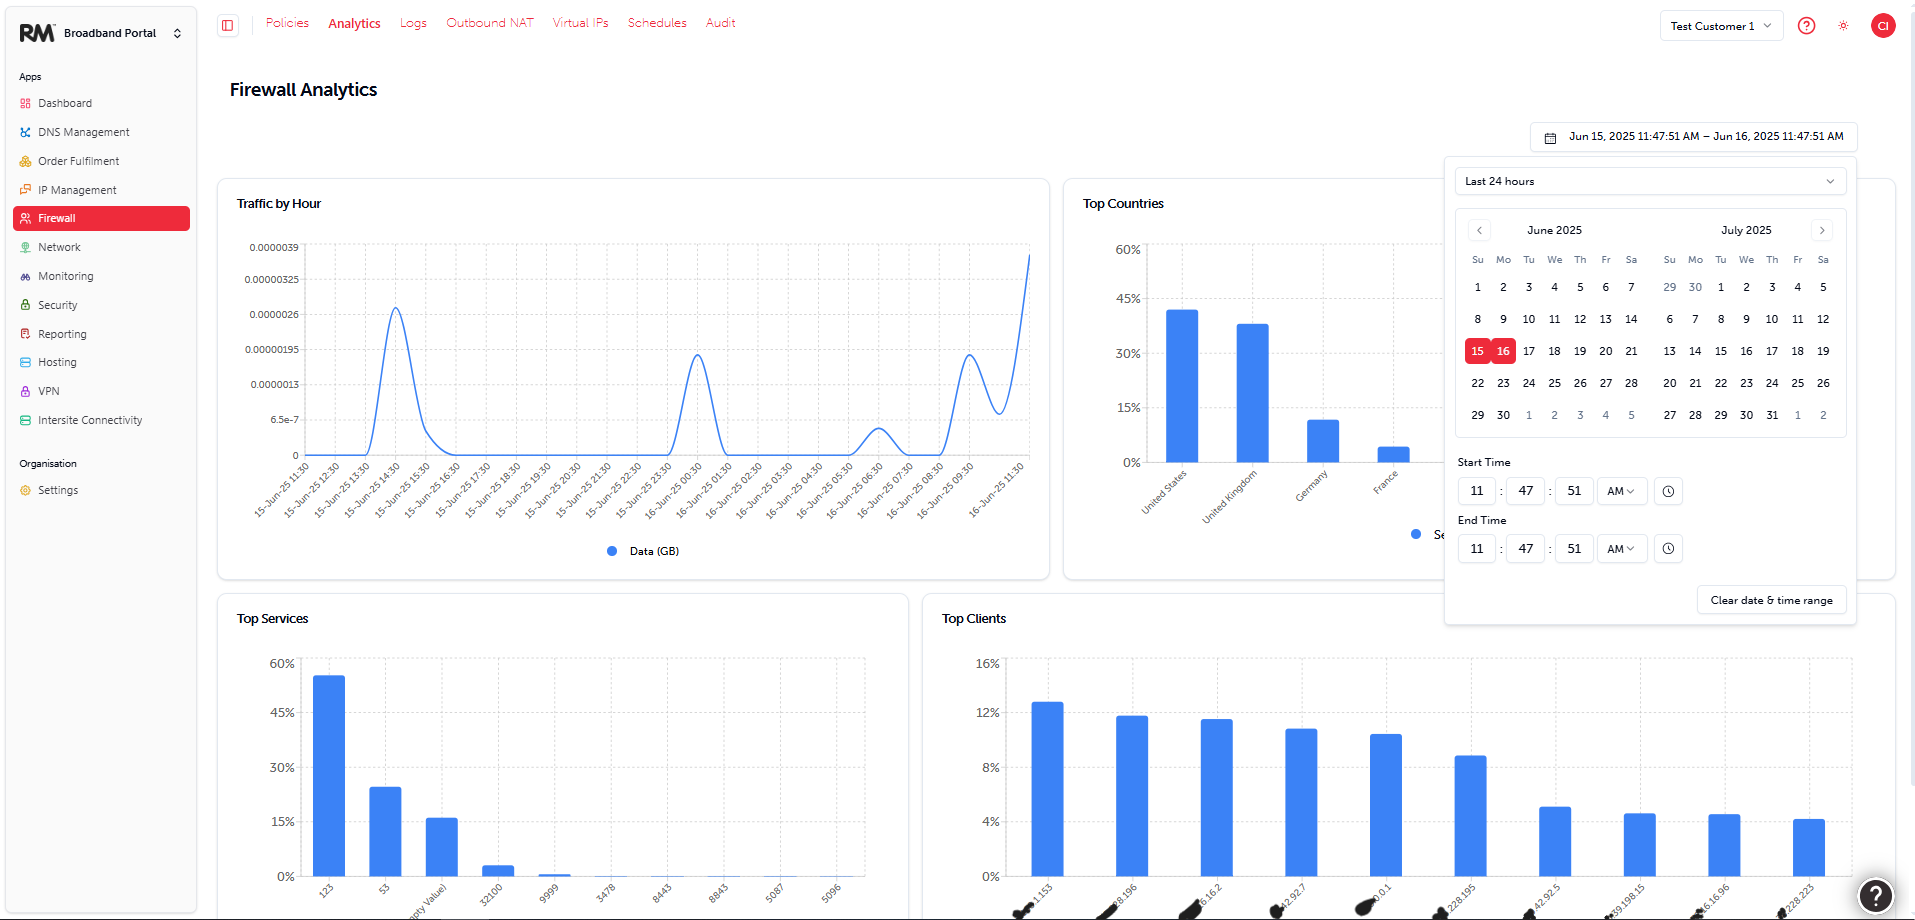 RM Broadband Portal
Policies Analytics Logs Outbound NAT Virtual IPs Schedules Audit
Test Customer 1
CI
Apps
Dashboard
DNS Management
Order Fulfilment
IP Management
Firewall
Network
Monitoring
Security
Reporting
Hosting
VPN
Intersite Connectivity
Organisation
Settings
Firewall Analytics
Jun 15, 2025 11:47:51 AM – Jun 16, 2025 11:47:51 AM
Last 24 hours
June 2025
Su Mo Tu We Th Fr Sa
1 2 3 4 5 6 7
8 9 10 11 12 13 14
15 16 17 18 19 20 21
22 23 24 25 26 27 28
29 30 1 2 3 4 5
July 2025
Su Mo Tu We Th Fr Sa
29 30 1 2 3 4 5
6 7 8 9 10 11 12
13 14 15 16 17 18 19
20 21 22 23 24 25 26
27 28 29 30 31 1 2
Start Time
11 : 47 : 51 AM
End Time
11 : 47 : 51 AM
Clear date & time range
Traffic by Hour
0.0000039
0.00000325
0.0000026
0.00000195
0.0000013
6.5e-7
0
15-Jun-25 11:30
15-Jun-25 12:30
15-Jun-25 13:30
15-Jun-25 14:30
15-Jun-25 15:30
15-Jun-25 16:30
15-Jun-25 17:30
15-Jun-25 18:30
15-Jun-25 19:30
15-Jun-25 20:30
15-Jun-25 21:30
15-Jun-25 22:30
15-Jun-25 23:30
16-Jun-25 00:30
16-Jun-25 01:30
16-Jun-25 02:30
16-Jun-25 03:30
16-Jun-25 04:30
16-Jun-25 05:30
16-Jun-25 06:30
16-Jun-25 07:30
16-Jun-25 08:30
16-Jun-25 09:30
16-Jun-25 11:30
Data (GB)
Top Countries
60%
45%
30%
15%
0%
United States
United Kingdom
Germany
France
Top Services
60%
45%
30%
15%
0%
123
53
Value)
32100
9999
3478
8443
8843
5087
5096
Top Clients
16%
12%
8%
4%
0%
1.153
28.196
16.16.2
42.92.7
0.0.1
228.195
42.92.5
39.198.15
16.16.96
228.223
?